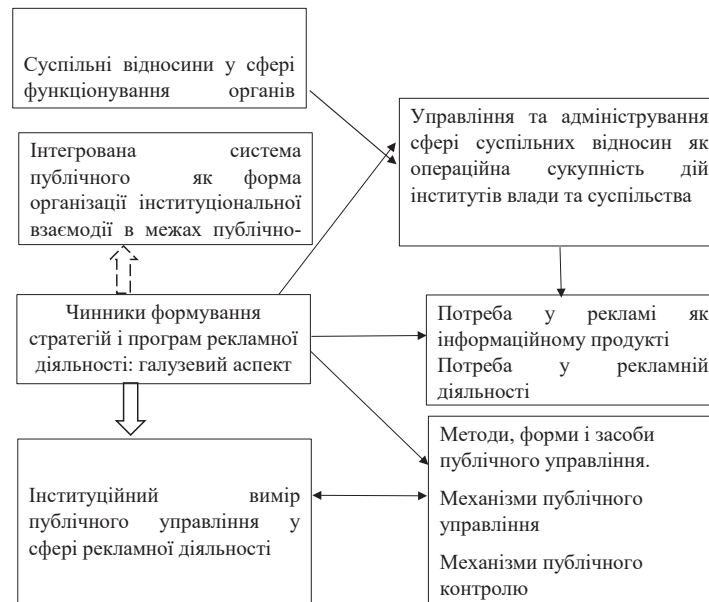 Суспільні відносини у сфері
функціонування органів
Інтегрована система
публічного як форма
організації інституціональної
взаємодії в межах публічно-
Чинники формування
стратегій і програм рекламної
діяльності: галузевий аспект
Інституційний вимір
публічного управління у
сфері рекламної діяльності
Управління та адміністрування
сфері суспільних відносин як
операційна сукупність дій
інститутів влади та суспільства
Потреба у рекламі як
інформаційному продукті
Потреба у рекламній
діяльності
Методи, форми і засоби
публічного управління.
Механізми публічного
управління
Механізми публічного
контролю